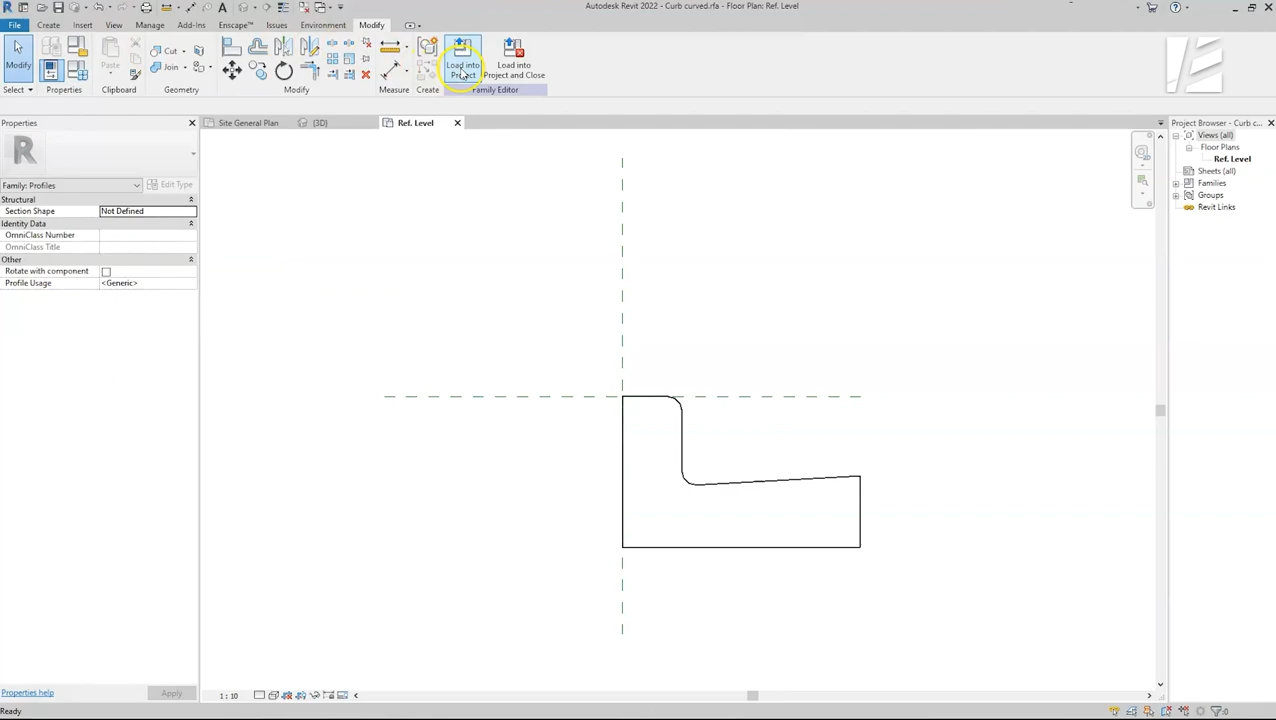 Autodesk Revit 2022 - Curb curved.rfa - Floor Plan: Ref. Level
File Create Insert View Manage Add-Ins Enscape™ Issues Environment Modify
Modify Paste Cut Join Load into Project Load into Project and Close
Select Properties Clipboard Geometry Modify Measure Create Family Editor
Properties
Site General Plan {3D} Ref. Level
Project Browser - Curb c...
Family: Profiles Edit Type
Structural
Section Shape Not Defined
Identity Data
OmniClass Number
OmniClass Title
Other
Rotate with component
Profile Usage <Generic>
Views (all)
Floor Plans
Ref. Level
Sheets (all)
Families
Groups
Revit Links
Properties help Apply
1 : 10
Ready
:0